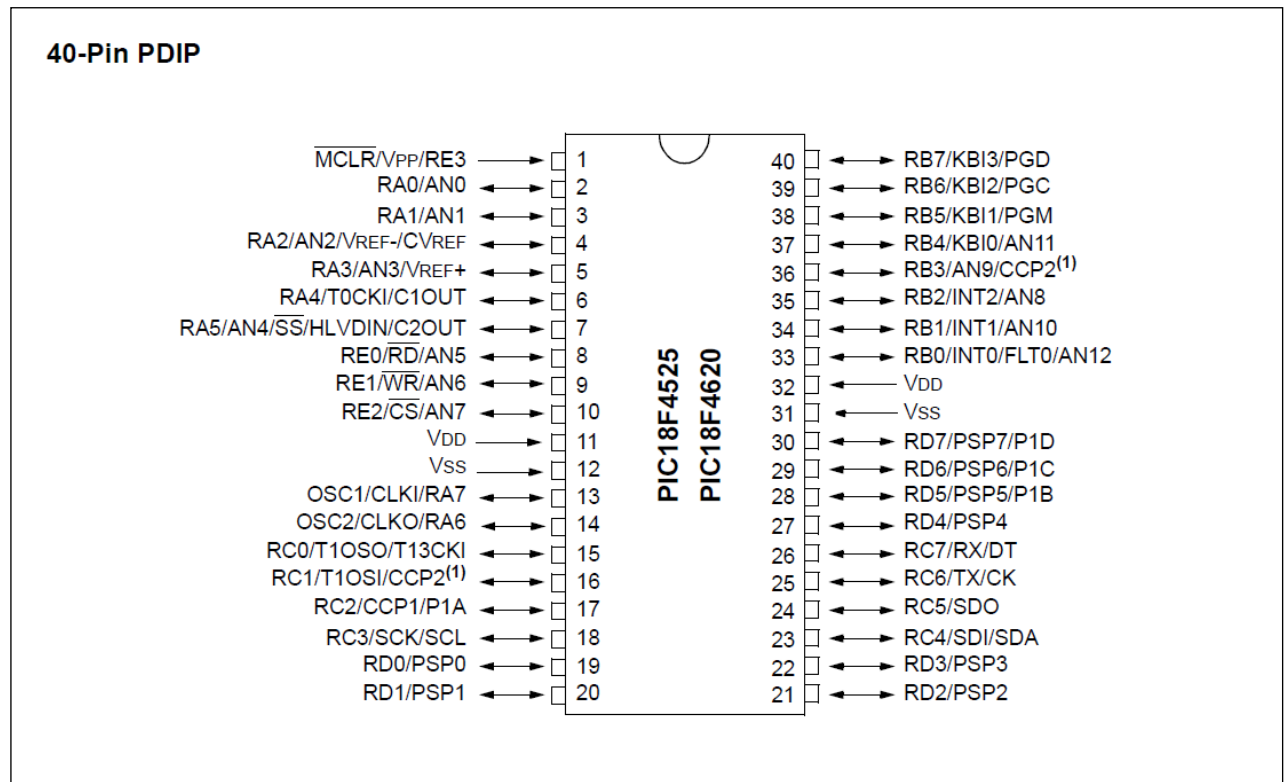 40-Pin PDIP
MCLR/VPP/RE3 1 40 RB7/KBI3/PGD
RA0/AN0 2 39 RB6/KBI2/PGC
RA1/AN1 3 38 RB5/KBI1/PGM
RA2/AN2/VREF-/CVREF 4 37 RB4/KBI0/AN11
RA3/AN3/VREF+ 5 36 RB3/AN9/CCP2(1)
RA4/T0CKI/C1OUT 6 35 RB2/INT2/AN8
RA5/AN4/SS/HLVDIN/C2OUT 7 34 RB1/INT1/AN10
RE0/RD/AN5 8 33 RB0/INT0/FLT0/AN12
RE1/WR/AN6 9 32 VDD
RE2/CS/AN7 10 31 VSS
VDD 11 30 RD7/PSP7/P1D
VSS 12 29 RD6/PSP6/P1C
OSC1/CLKI/RA7 13 28 RD5/PSP5/P1B
OSC2/CLKO/RA6 14 27 RD4/PSP4
RC0/T1OSO/T13CKI 15 26 RC7/RX/DT
RC1/T1OSI/CCP2(1) 16 25 RC6/TX/CK
RC2/CCP1/P1A 17 24 RC5/SDO
RC3/SCK/SCL 18 23 RC4/SDI/SDA
RD0/PSP0 19 22 RD3/PSP3
RD1/PSP1 20 21 RD2/PSP2
PIC18F4525
PIC18F4620